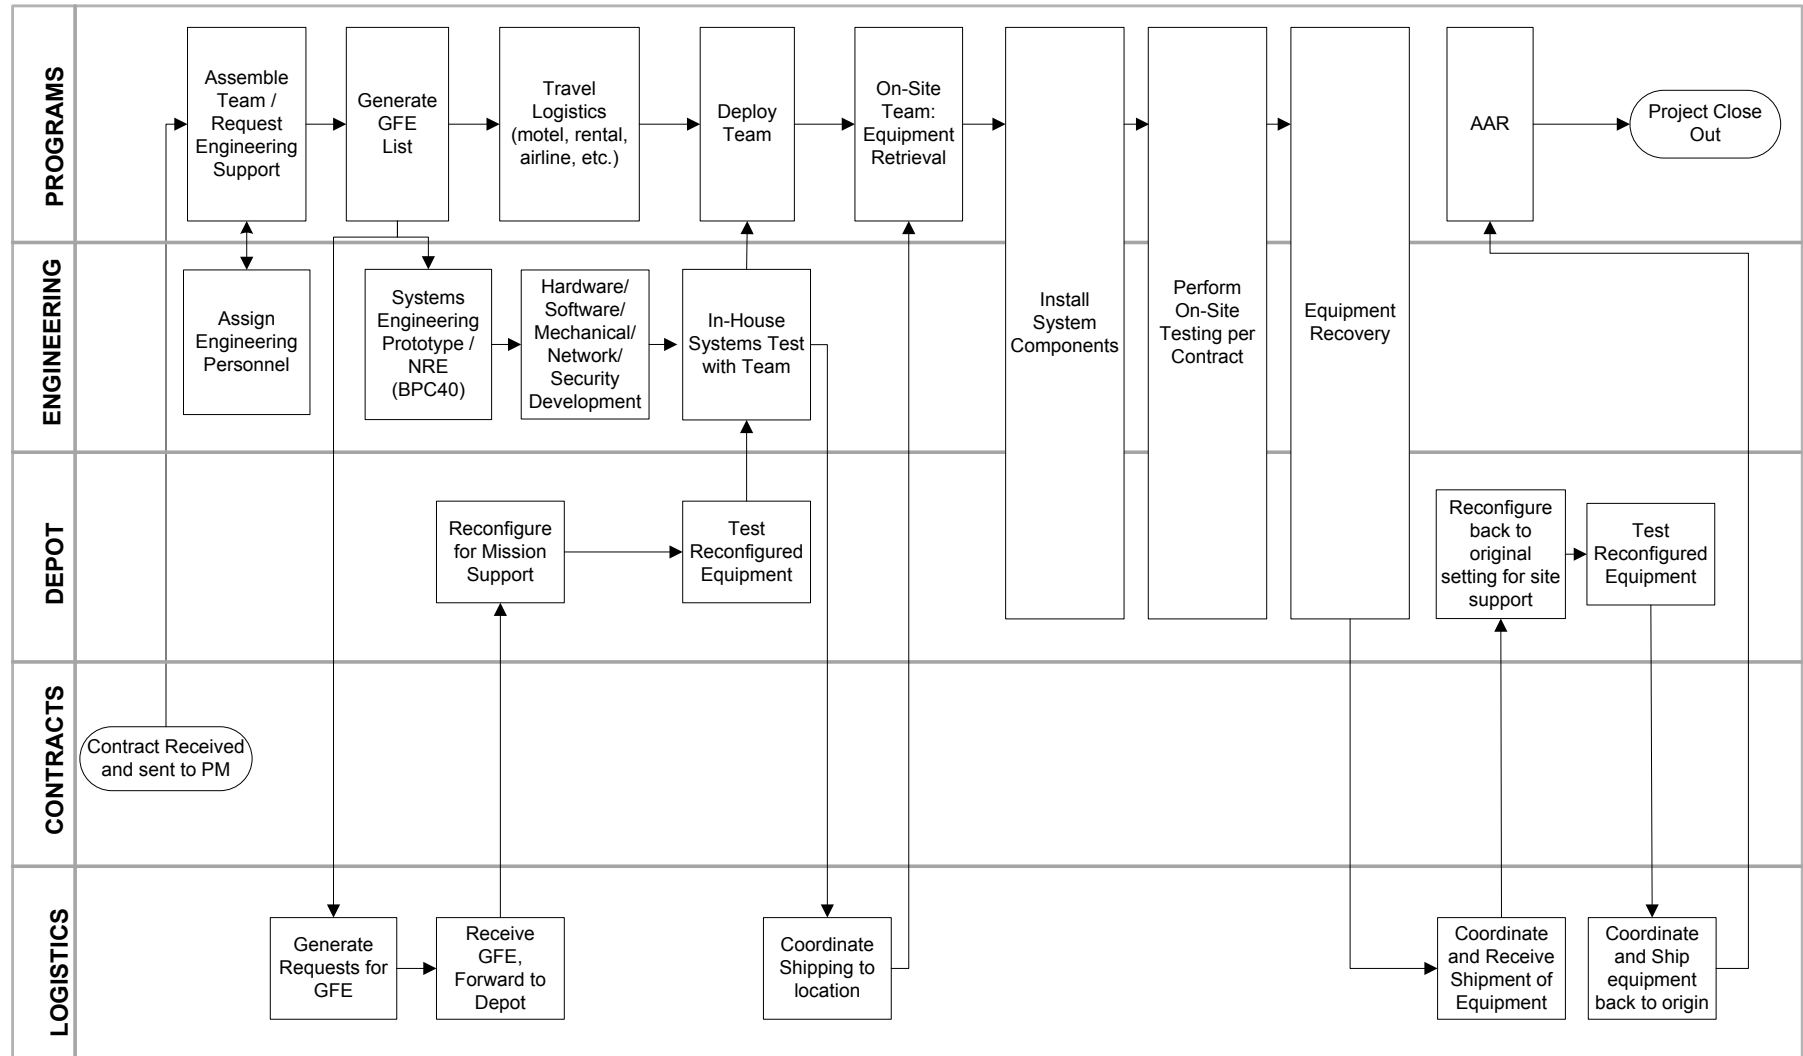 PROGRAMS
Assemble
Team /
Request
Engineering
Support
Generate
GFE
List
Travel
Logistics
(motel, rental,
airline, etc.)
Deploy
Team
On-Site
Team:
Equipment
Retrieval
AAR
Project Close
Out
ENGINEERING
Assign
Engineering
Personnel
Systems
Engineering
Prototype /
NRE
(BPC40)
Hardware/
Software/
Mechanical/
Network/
Security
Development
In-House
Systems Test
with Team
Install
System
Components
Perform
On-Site
Testing per
Contract
Equipment
Recovery
DEPOT
Reconfigure
for Mission
Support
Test
Reconfigured
Equipment
Reconfigure
back to
original
setting for site
support
Test
Reconfigured
Equipment
CONTRACTS
Contract Received
and sent to PM
LOGISTICS
Generate
Requests for
GFE
Receive
GFE,
Forward to
Depot
Coordinate
Shipping to
location
Coordinate
and Receive
Shipment of
Equipment
Coordinate
and Ship
equipment
back to origin